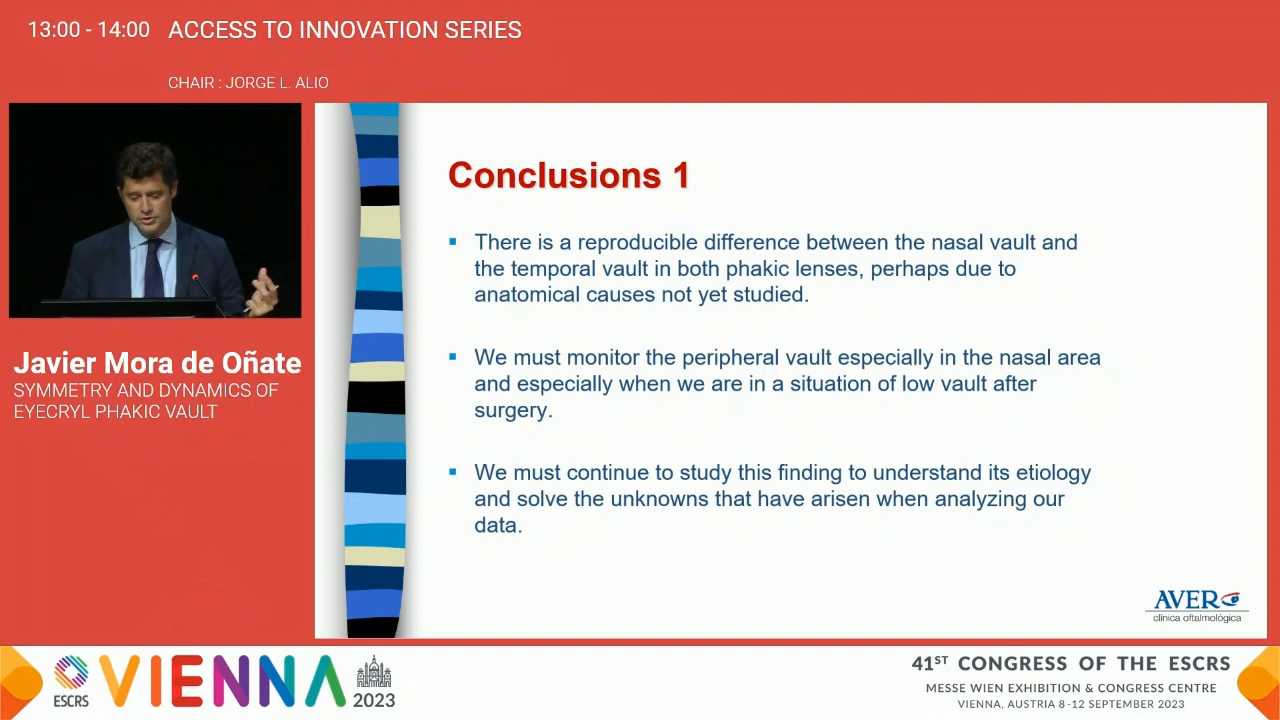 13:00 - 14:00 ACCESS TO INNOVATION SERIES
CHAIR : JORGE L. ALIO
Javier Mora de Oñate
SYMMETRY AND DYNAMICS OF
EYECRYL PHAKIC VAULT
Conclusions 1
There is a reproducible difference between the nasal vault and
the temporal vault in both phakic lenses, perhaps due to
anatomical causes not yet studied.
We must monitor the peripheral vault especially in the nasal area
and especially when we are in a situation of low vault after
surgery.
We must continue to study this finding to understand its etiology
and solve the unknowns that have arisen when analyzing our
data.
AVER
clínica oftalmológica
ESCRS
VIENNA
2023
41ST CONGRESS OF THE ESCRS
MESSE WIEN EXHIBITION & CONGRESS CENTRE
VIENNA, AUSTRIA 8-12 SEPTEMBER 2023